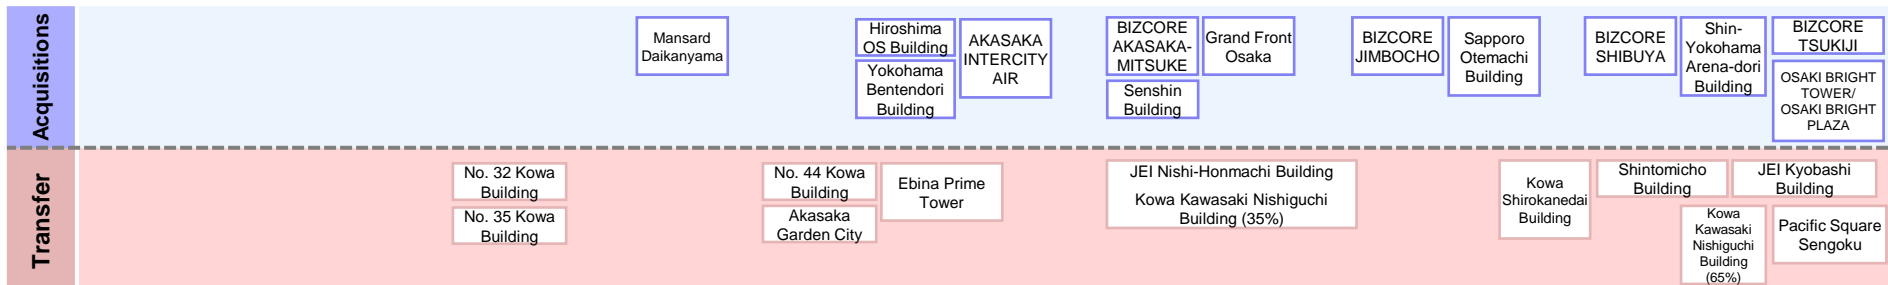 Acquisitions
Mansard
Daikanyama
Hiroshima
OS Building
Yokohama
Bentendori
Building
AKASAKA
INTERCITY
AIR
BIZCORE
AKASAKA-
MITSUKE
Senshin
Building
Grand Front
Osaka
BIZCORE
JIMBOCHO
Sapporo
Otemachi
Building
BIZCORE
SHIBUYA
Shin-
Yokohama
Arena-dori
Building
BIZCORE
TSUKIJI
OSAKI BRIGHT
TOWER/
OSAKI BRIGHT
PLAZA
Transfer
No. 32 Kowa
Building
No. 35 Kowa
Building
No. 44 Kowa
Building
Akasaka
Garden City
Ebina Prime
Tower
JEI Nishi-Honmachi Building
Kowa Kawasaki Nishiguchi
Building (35%)
Kowa
Shirokanedai
Building
Shintomicho
Building
Kowa
Kawasaki
Nishiguchi
Building
(65%)
JEI Kyobashi
Building
Pacific Square
Sengoku